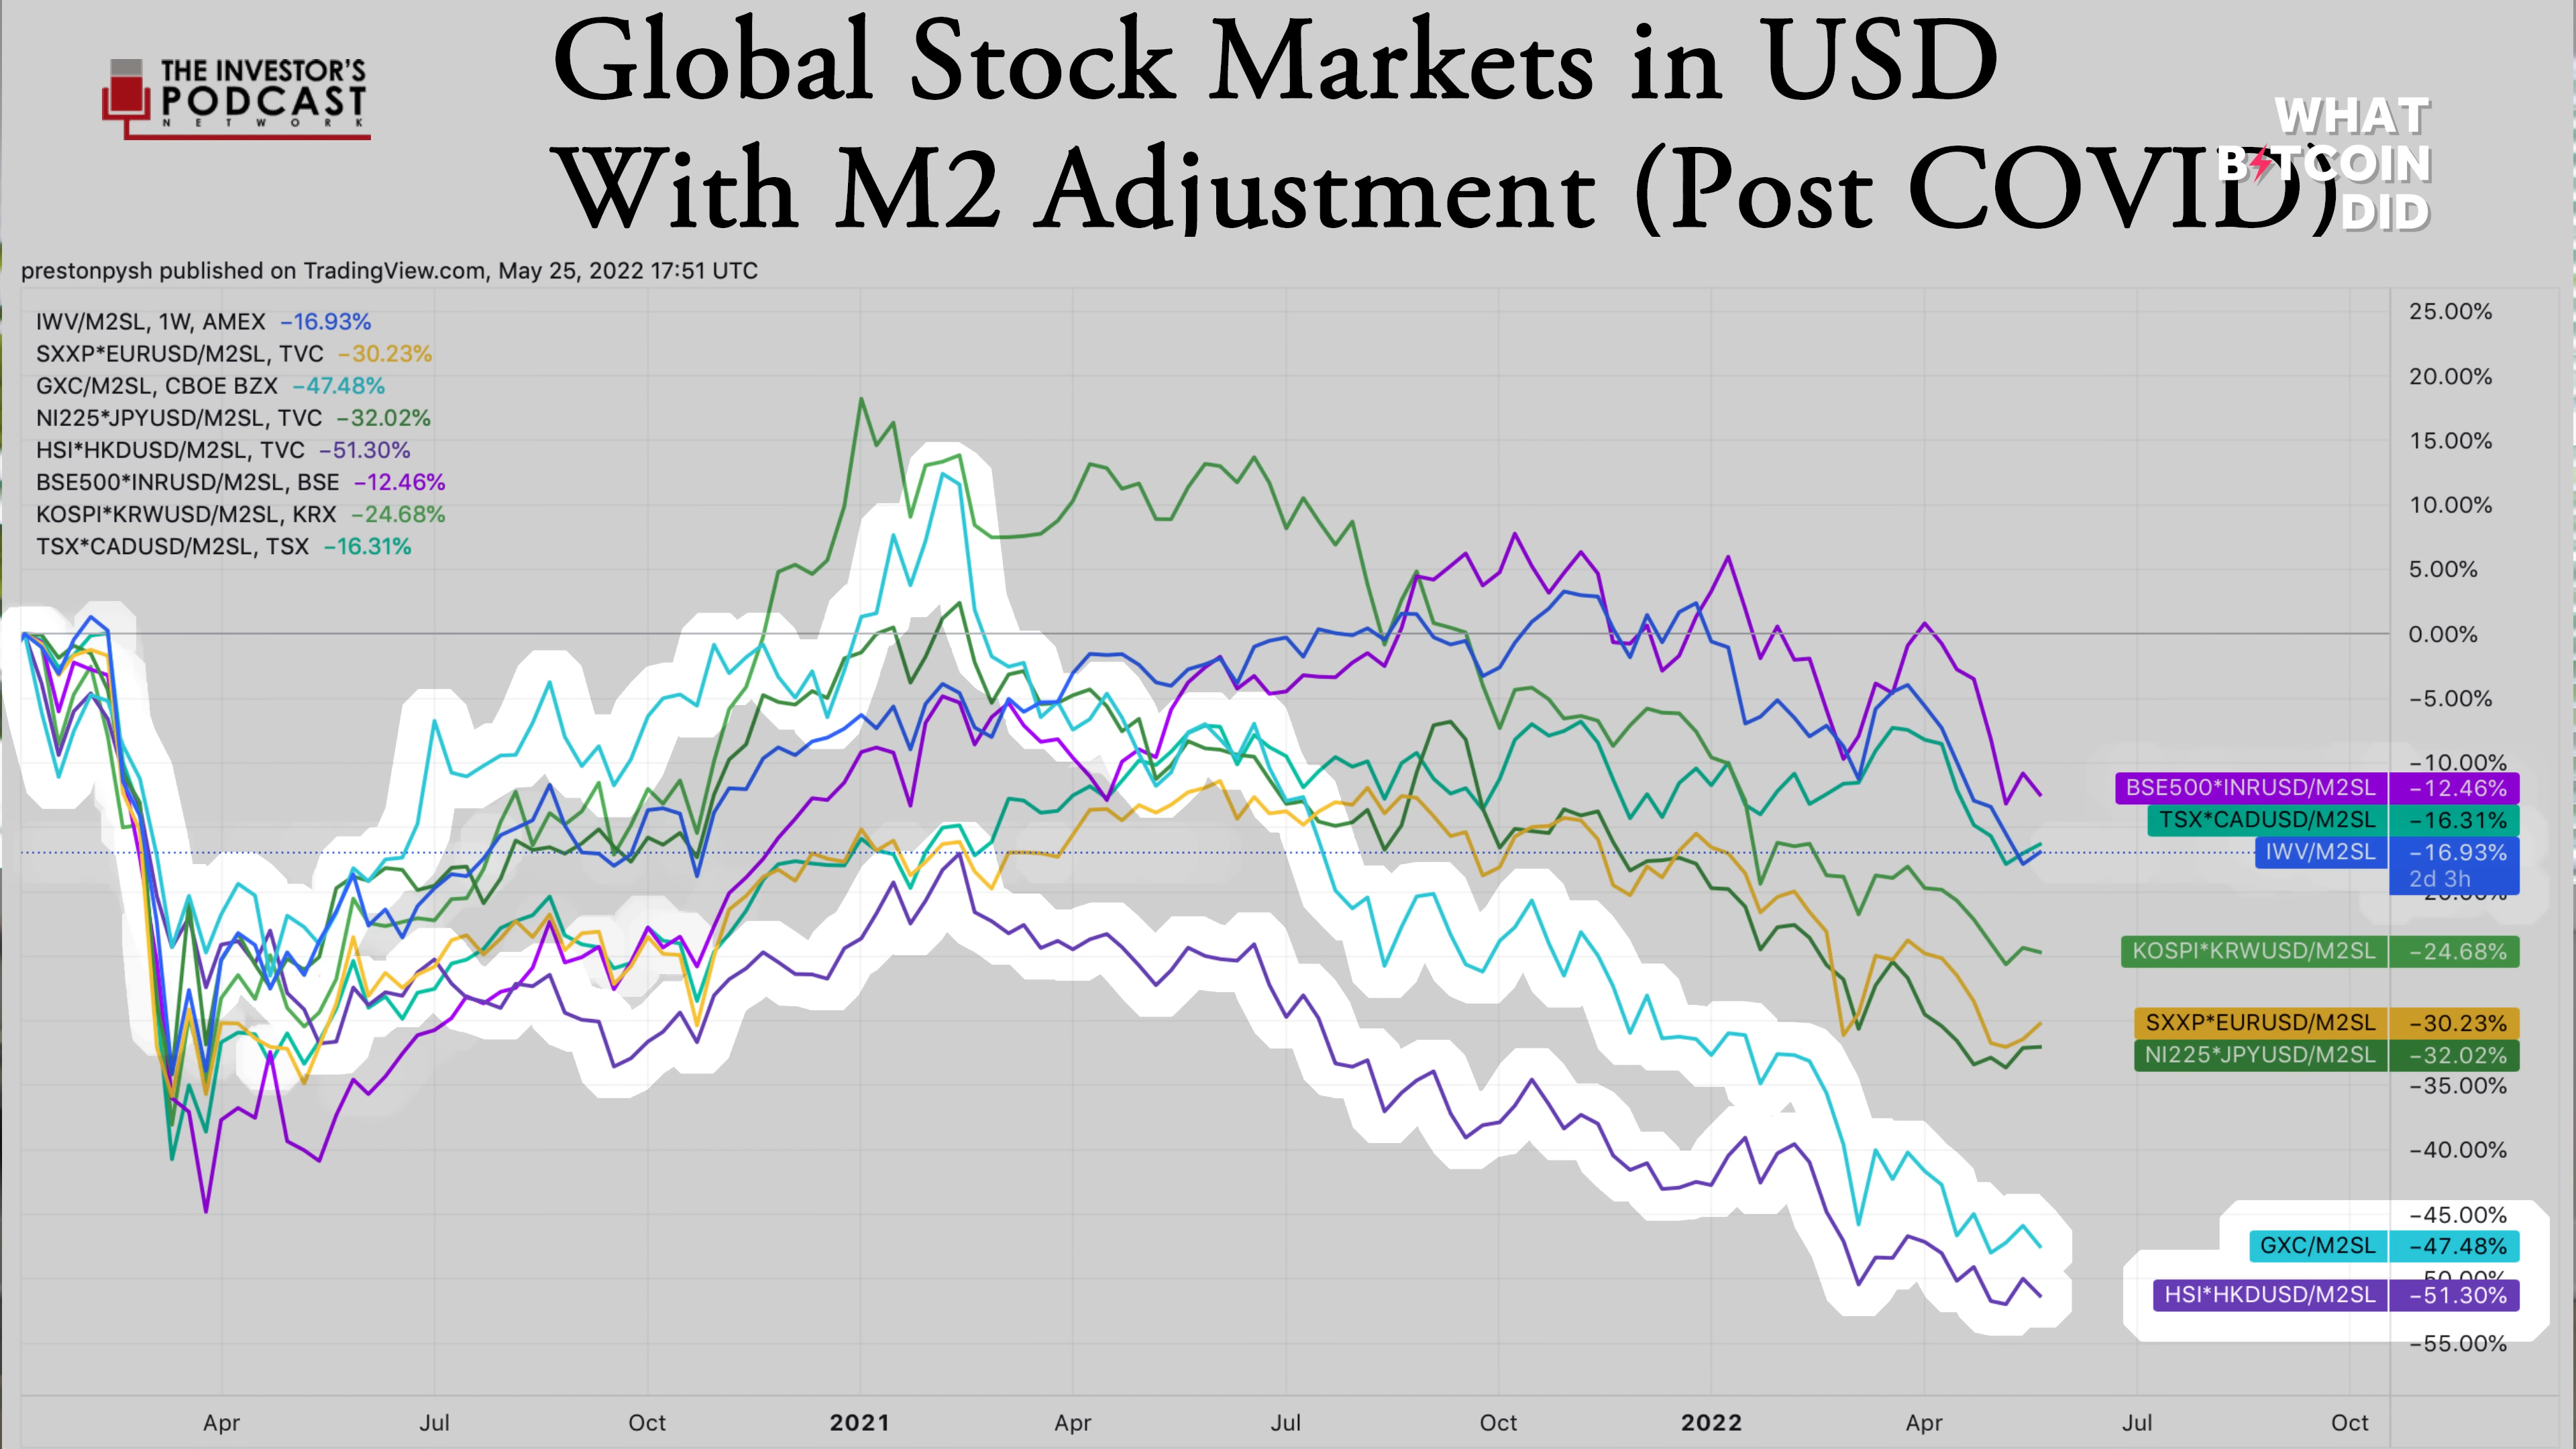 THE INVESTOR'S
PODCAST
NETWORK
Global Stock Markets in USD
With M2 Adjustment (Post COVID)
WHAT
BTCOIN
DID
prestonpysh published on TradingView.com, May 25, 2022 17:51 UTC
IWV/M2SL, 1W, AMEX −16.93%
SXXP*EURUSD/M2SL, TVC −30.23%
GXC/M2SL, CBOE BZX −47.48%
NI225*JPYUSD/M2SL, TVC −32.02%
HSI*HKDUSD/M2SL, TVC −51.30%
BSE500*INRUSD/M2SL, BSE −12.46%
KOSPI*KRWUSD/M2SL, KRX −24.68%
TSX*CADUSD/M2SL, TSX −16.31%
25.00%
20.00%
15.00%
10.00%
5.00%
0.00%
−5.00%
−10.00%
BSE500*INRUSD/M2SL −12.46%
TSX*CADUSD/M2SL −16.31%
IWV/M2SL −16.93%
2d 3h
KOSPI*KRWUSD/M2SL −24.68%
SXXP*EURUSD/M2SL −30.23%
NI225*JPYUSD/M2SL −32.02%
−35.00%
−40.00%
−45.00%
GXC/M2SL −47.48%
HSI*HKDUSD/M2SL −51.30%
−55.00%
Apr Jul Oct 2021 Apr Jul Oct 2022 Apr Jul Oct